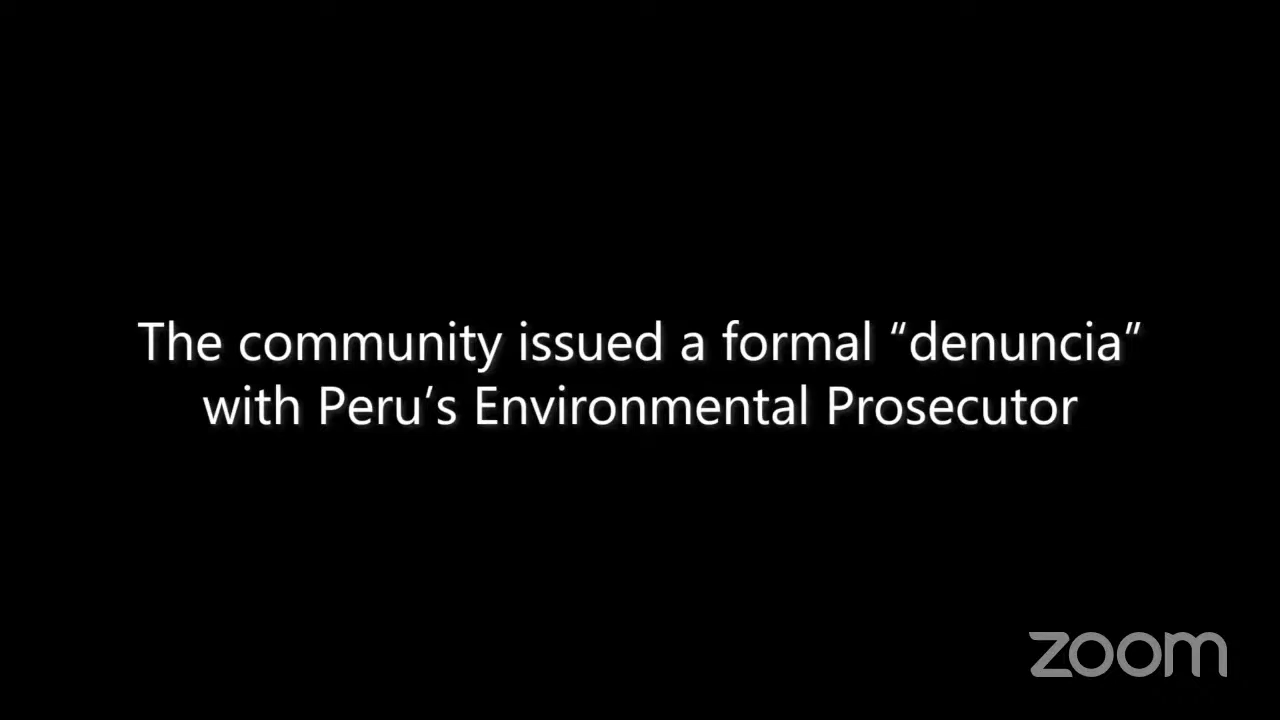 The community issued a formal “denuncia”
with Peru’s Environmental Prosecutor
zoom